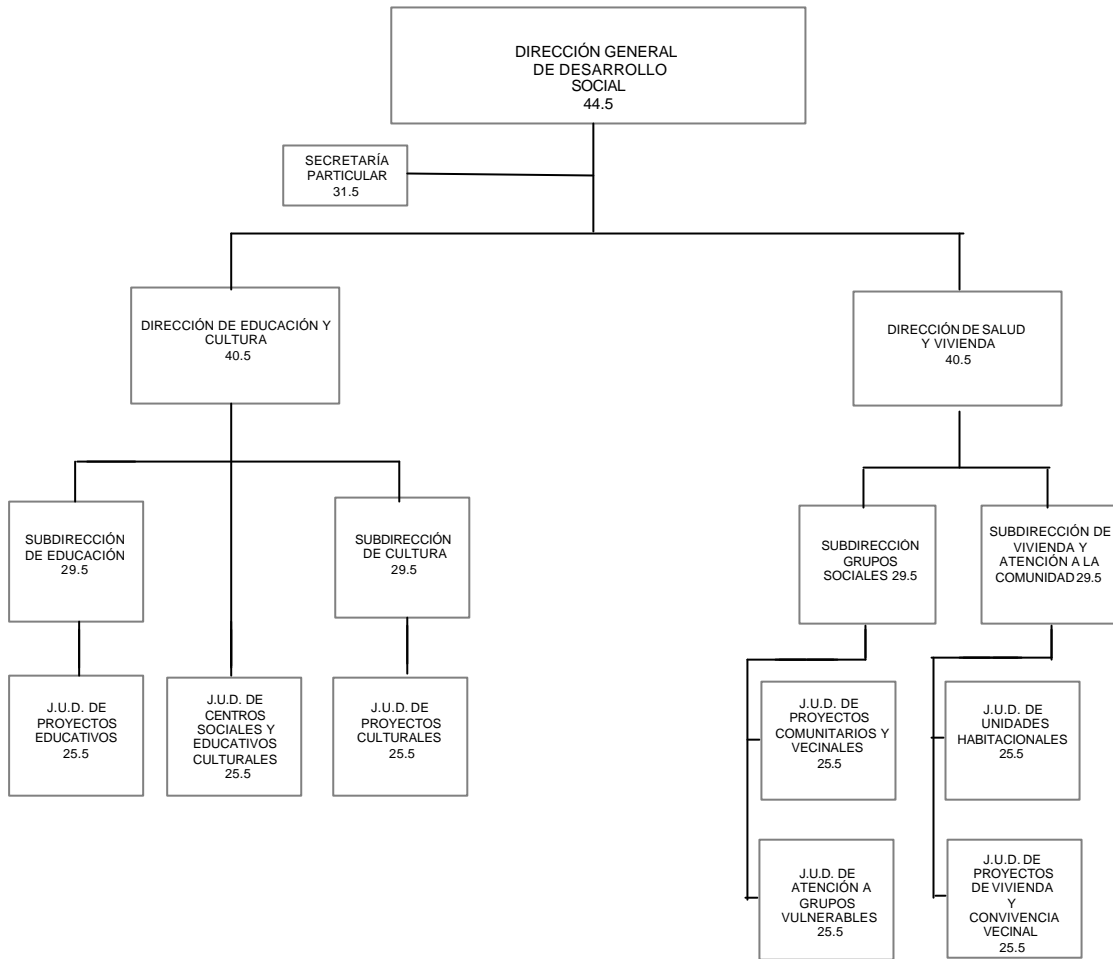 DIRECCIÓN GENERAL
DE DESARROLLO
SOCIAL
44.5
SECRETARÍA
PARTICULAR
31.5
DIRECCIÓN DE EDUCACIÓN Y
CULTURA
40.5
DIRECCIÓN DE SALUD
Y VIVIENDA
40.5
SUBDIRECCIÓN
DE EDUCACIÓN
29.5
SUBDIRECCIÓN
DE CULTURA
29.5
SUBDIRECCIÓN
GRUPOS
SOCIALES 29.5
SUBDIRECCIÓN DE
VIVIENDA Y
ATENCIÓN A LA
COMUNIDAD 29.5
J.U.D. DE
PROYECTOS
EDUCATIVOS
25.5
J.U.D. DE
CENTROS
SOCIALES Y
EDUCATIVOS
CULTURALES
25.5
J.U.D. DE
PROYECTOS
CULTURALES
25.5
J.U.D. DE
PROYECTOS
COMUNITARIOS Y
VECINALES
25.5
J.U.D. DE
UNIDADES
HABITACIONALES
25.5
J.U.D. DE
ATENCIÓN A
GRUPOS
VULNERABLES
25.5
J.U.D. DE
PROYECTOS
DE VIVIENDA
Y
CONVIVENCIA
VECINAL
25.5